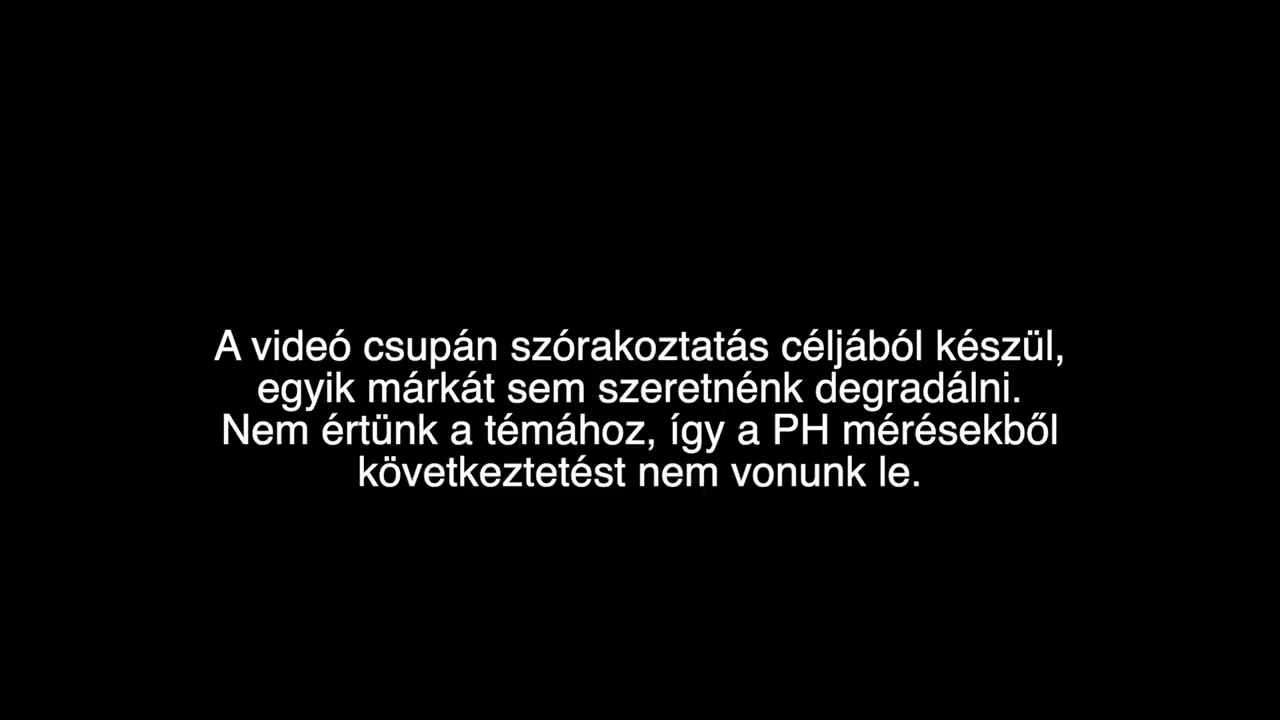 A videó csupán szórakoztatás céljából készül,
egyik márkát sem szeretnénk degradálni.
Nem értünk a témához, így a PH mérésekből
következtetést nem vonunk le.